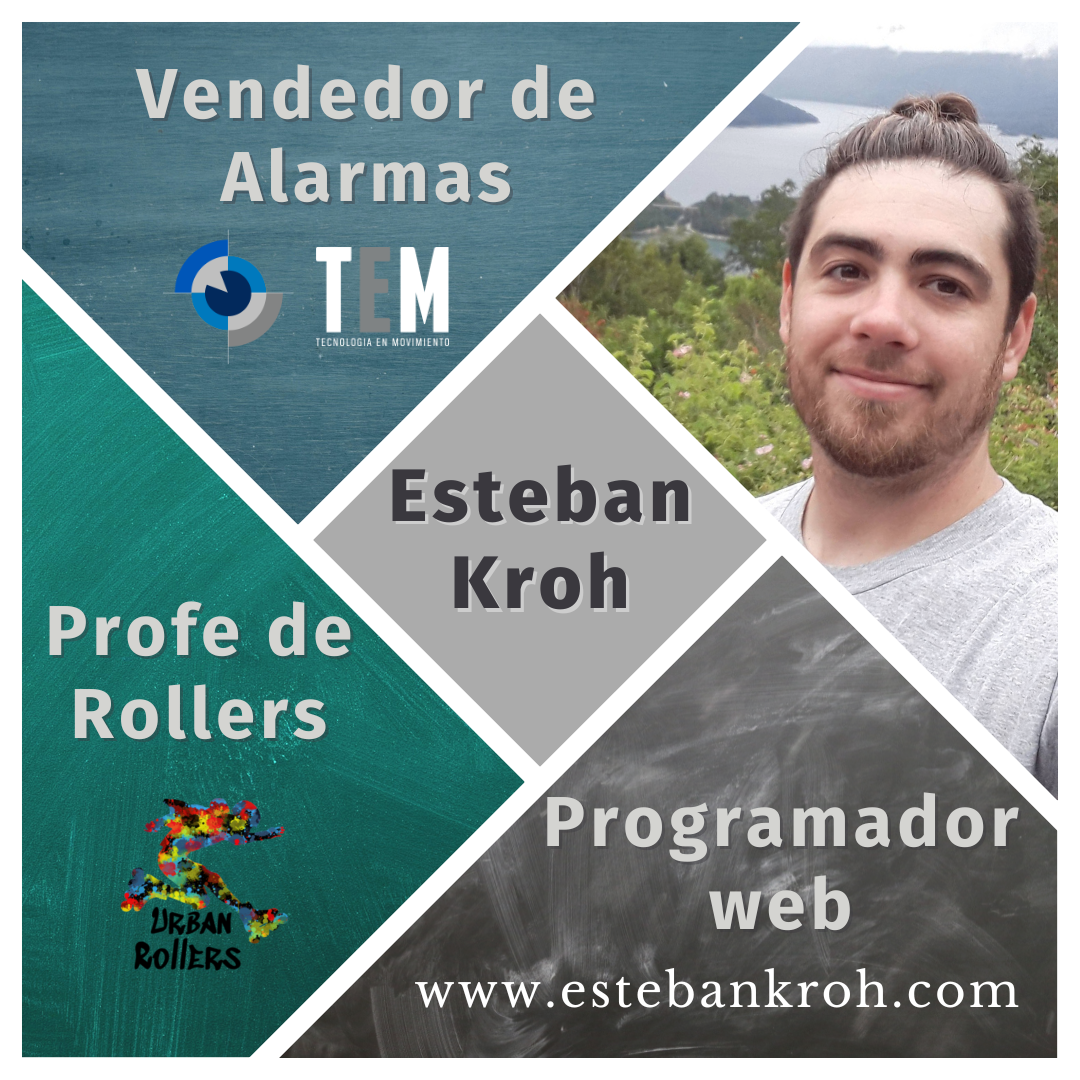 Vendedor de
Alarmas
TEM
TECNOLOGIA EN MOVIMIENTO
Esteban
Kroh
Profe de
Rollers
URBAN
ROllERS
Programador
web
www.estebankroh.com